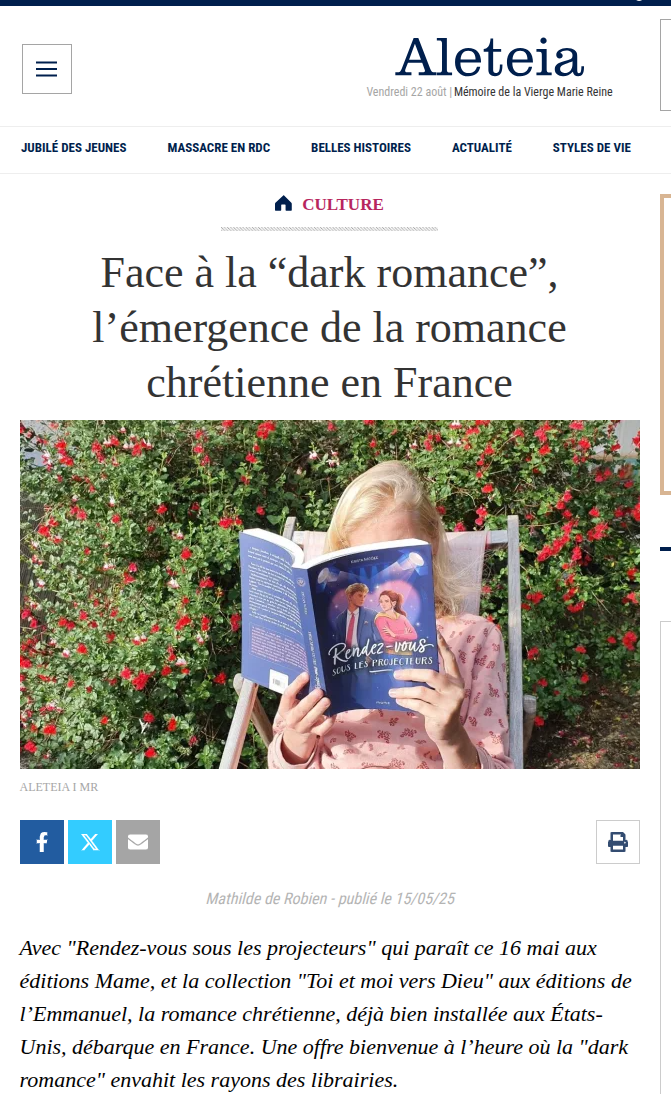 Aleteia
Vendredi 22 août | Mémoire de la Vierge Marie Reine
JUBILÉ DES JEUNES MASSACRE EN RDC BELLES HISTOIRES ACTUALITÉ STYLES DE VIE
CULTURE
Face à la “dark romance”,
l’émergence de la romance
chrétienne en France
Rendez-vous
SOUS LES PROJECTEURS
ALETEIA I MR
Mathilde de Robien - publié le 15/05/25
Avec "Rendez-vous sous les projecteurs" qui paraît ce 16 mai aux
éditions Mame, et la collection "Toi et moi vers Dieu" aux éditions de
l’Emmanuel, la romance chrétienne, déjà bien installée aux États-
Unis, débarque en France. Une offre bienvenue à l’heure où la "dark
romance" envahit les rayons des librairies.